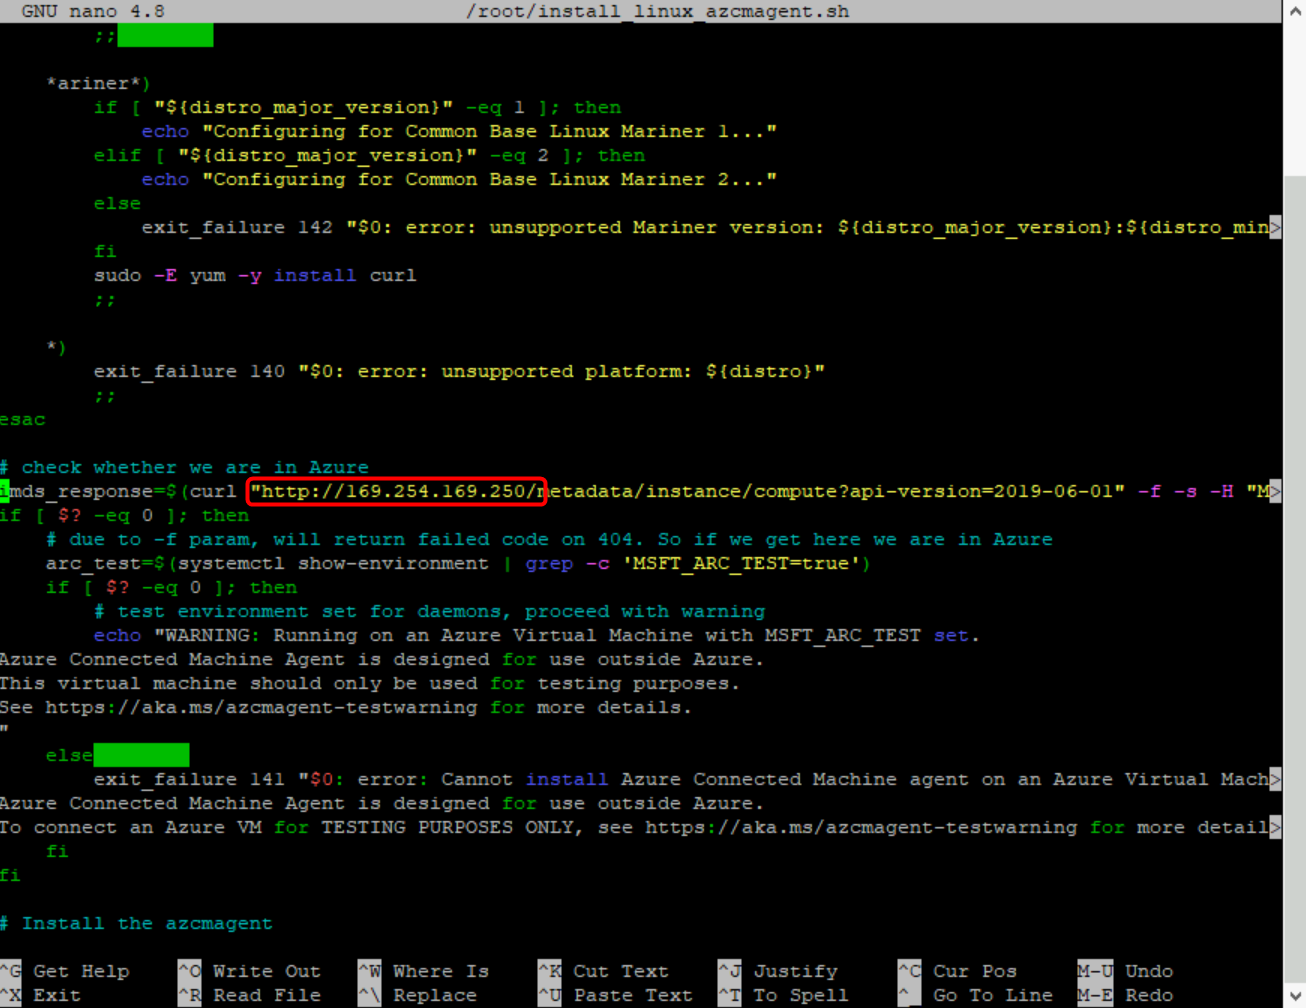 GNU nano 4.8 /root/install_linux_azcmagent.sh
;;
*ariner*)
if [ "${distro_major_version}" -eq 1 ]; then
echo "Configuring for Common Base Linux Mariner 1..."
elif [ "${distro_major_version}" -eq 2 ]; then
echo "Configuring for Common Base Linux Mariner 2..."
else
exit_failure 142 "$0: error: unsupported Mariner version: ${distro_major_version}:${distro_min>
fi
sudo -E yum -y install curl
;;
*)
exit_failure 140 "$0: error: unsupported platform: ${distro}"
;;
esac
# check whether we are in Azure
imds_response=$(curl "http://169.254.169.250/metadata/instance/compute?api-version=2019-06-01" -f -s -H "M>
if [ $? -eq 0 ]; then
# due to -f param, will return failed code on 404. So if we get here we are in Azure
arc_test=$(systemctl show-environment | grep -c 'MSFT_ARC_TEST=true')
if [ $? -eq 0 ]; then
# test environment set for daemons, proceed with warning
echo "WARNING: Running on an Azure Virtual Machine with MSFT_ARC_TEST set.
Azure Connected Machine Agent is designed for use outside Azure.
This virtual machine should only be used for testing purposes.
See https://aka.ms/azcmagent-testwarning for more details.
"
else
exit_failure 141 "$0: error: Cannot install Azure Connected Machine agent on an Azure Virtual Mach>
Azure Connected Machine Agent is designed for use outside Azure.
To connect an Azure VM for TESTING PURPOSES ONLY, see https://aka.ms/azcmagent-testwarning for more detail>
fi
fi
# Install the azcmagent
^G Get Help ^O Write Out ^W Where Is ^K Cut Text ^J Justify ^C Cur Pos M-U Undo
^X Exit ^R Read File ^\ Replace ^U Paste Text ^T To Spell ^_ Go To Line M-E Redo